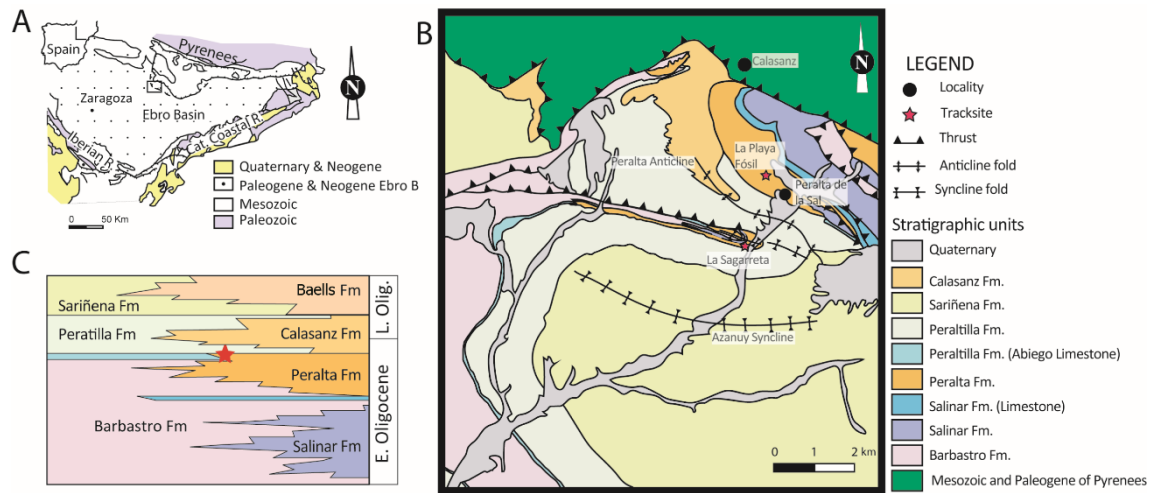 A
Spain
Pyrenees
N
Zaragoza
Ebro Basin
Iberian R.
Cat. Coastal R.
Quaternary & Neogene
Paleogene & Neogene Ebro B
Mesozoic
Paleozoic
0 50 Km
B
Calasanz
N
La Playa
Fósil
Peralta Anticline
Peralta de
la Sal
La Sagarreta
Azanuy Syncline
0 1 2 km
LEGEND
Locality
Tracksite
Thrust
Anticline fold
Syncline fold
Stratigraphic units
Quaternary
Calasanz Fm.
Sariñena Fm.
Peraltilla Fm.
Peraltilla Fm. (Abiego Limestone)
Peralta Fm.
Salinar Fm. (Limestone)
Salinar Fm.
Barbastro Fm.
Mesozoic and Paleogene of Pyrenees
C
Baells Fm
Sariñena Fm
L. Olig.
Peratilla Fm
Calasanz Fm
Peralta Fm
Barbastro Fm
Salinar Fm
E. Oligocene